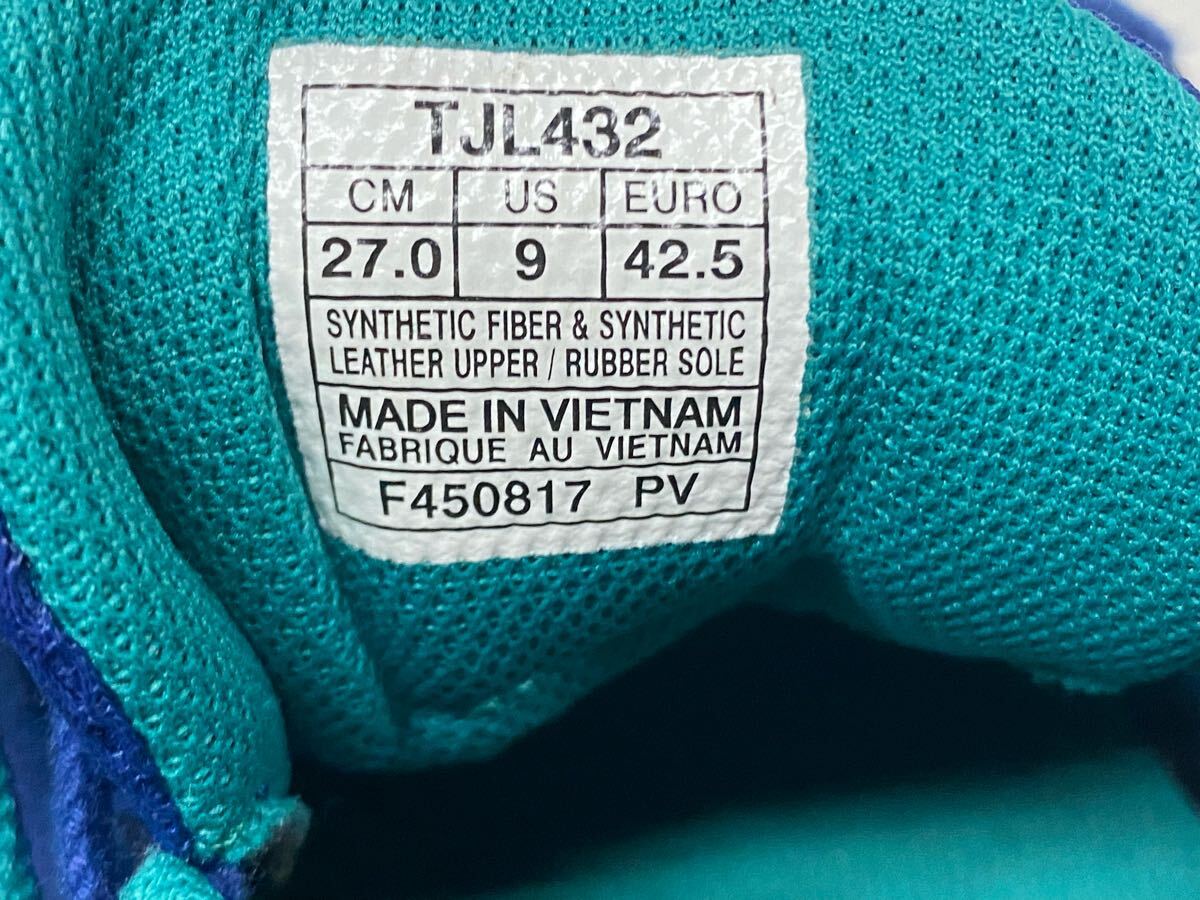 TJL432
CM US EURO
27.0 9 42.5
SYNTHETIC FIBER & SYNTHETIC
LEATHER UPPER / RUBBER SOLE
MADE IN VIETNAM
FABRIQUE AU VIETNAM
F450817 PV